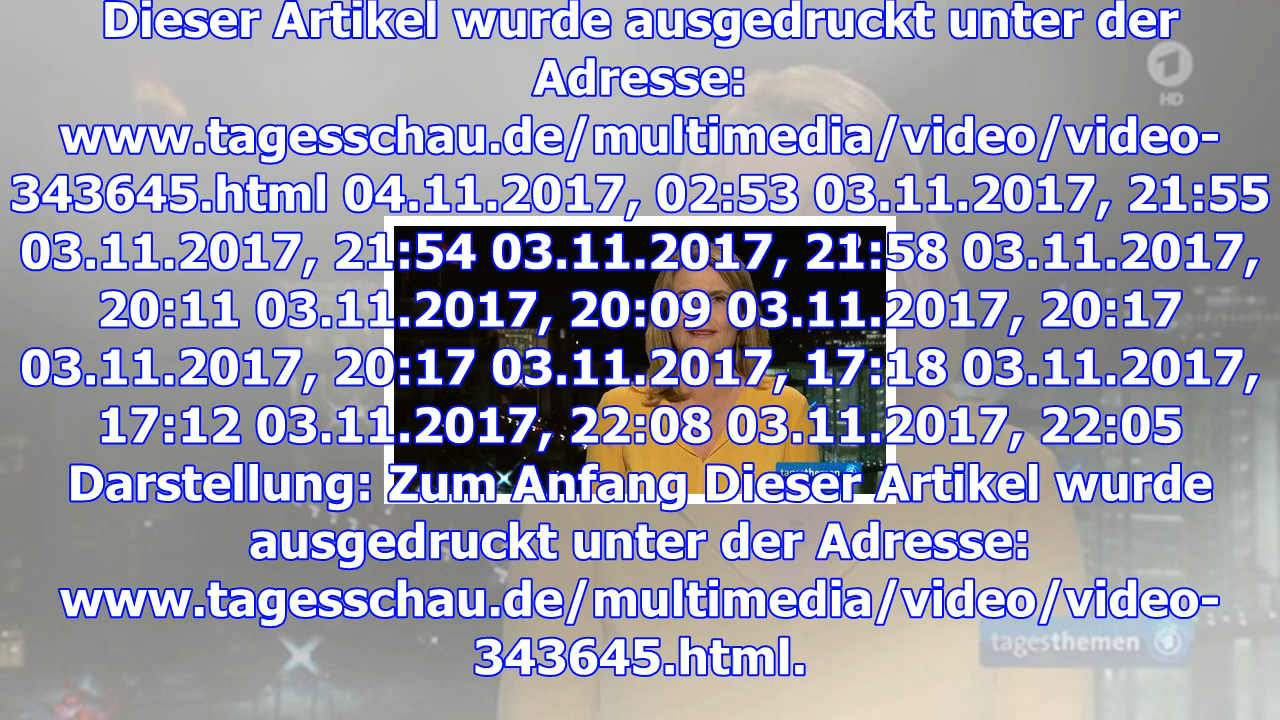 Dieser Artikel wurde ausgedruckt unter der
Adresse:
www.tagesschau.de/multimedia/video/video-
343645.html 04.11.2017, 02:53 03.11.2017, 21:55
03.11.2017, 21:54 03.11.2017, 21:58 03.11.2017,
20:11 03.11.2017, 20:09 03.11.2017, 20:17
03.11.2017, 20:17 03.11.2017, 17:18 03.11.2017,
17:12 03.11.2017, 22:08 03.11.2017, 22:05
Darstellung: Zum Anfang Dieser Artikel wurde
ausgedruckt unter der Adresse:
www.tagesschau.de/multimedia/video/video-
343645.html.
1
HD
tagesthemen
tagesthemen